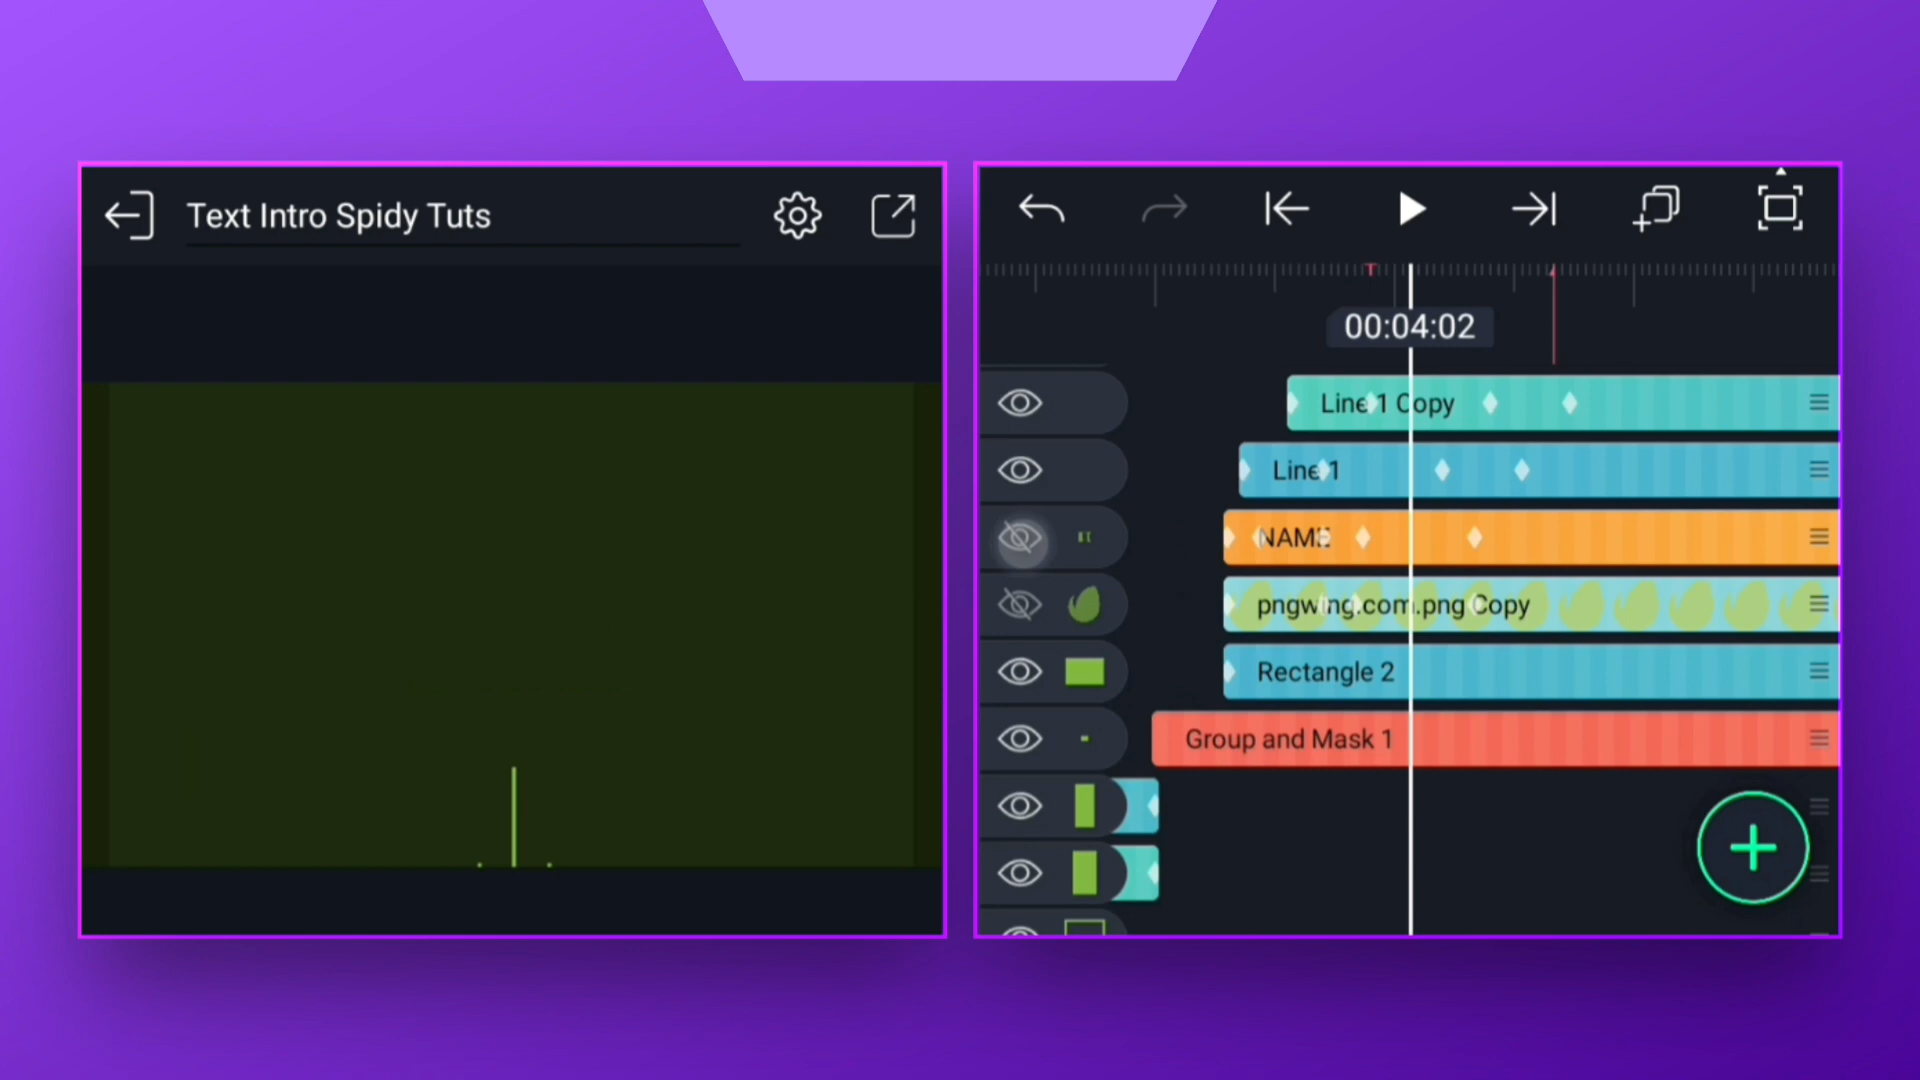 Text Intro Spidy Tuts
00:04:02
Line 1 Copy
Line 1
NAME
pngwing.com.png Copy
Rectangle 2
Group and Mask 1